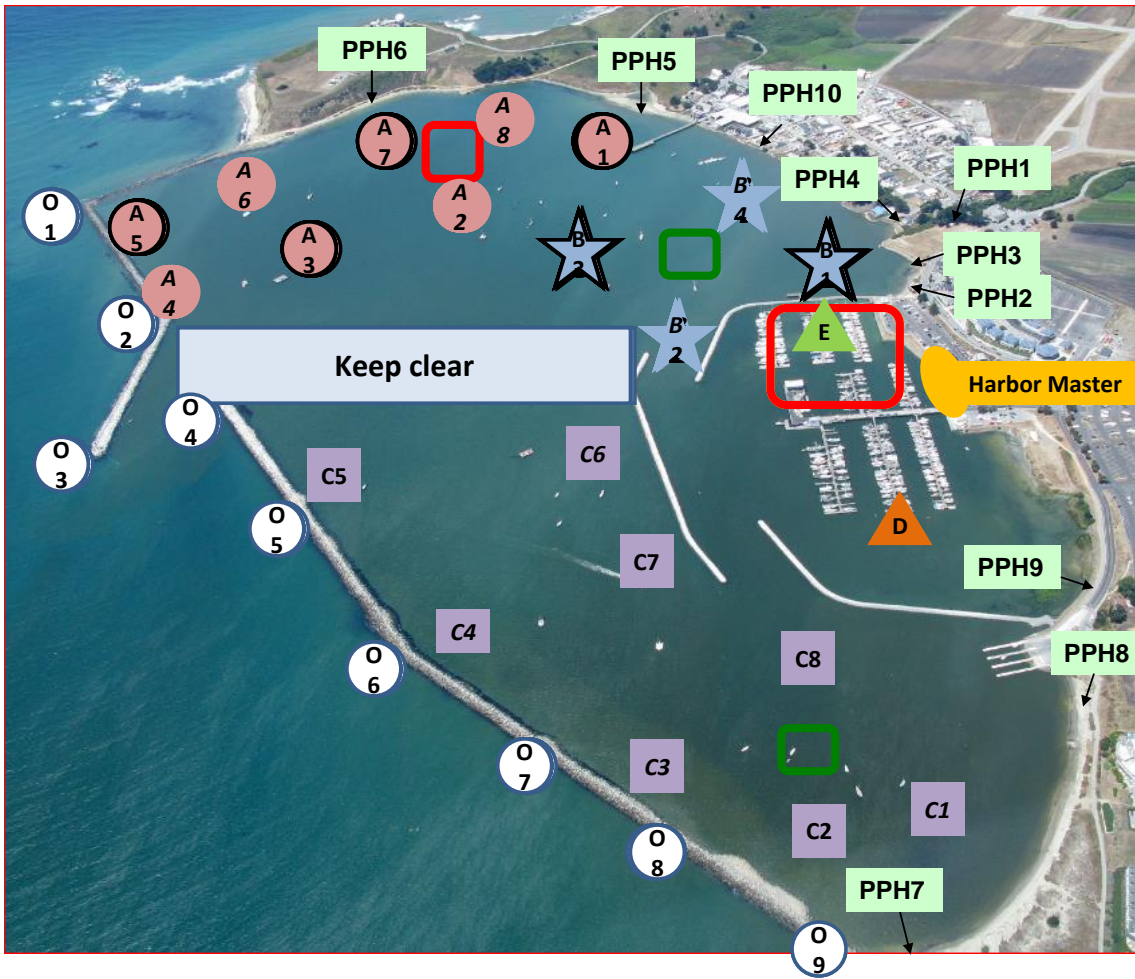 PPH6
PPH5
PPH10
A
8
A
7
A
1
PPH4
PPH1
A
6
B'
4
A
2
O
1
A
5
A
3
B
3
B
1
PPH3
PPH2
A
4
O
2
B'
2
E
Keep clear
Harbor Master
O
4
O
3
C5
C6
O
5
D
C7
PPH9
C4
O
6
C8
PPH8
O
7
C3
C1
C2
O
8
PPH7
O
9